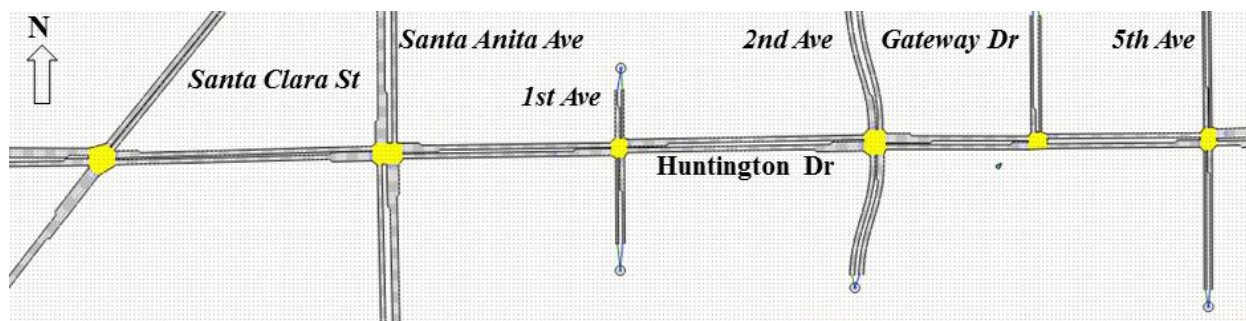 N
Santa Anita Ave
2nd Ave
Gateway Dr
5th Ave
Santa Clara St
1st Ave
Huntington Dr